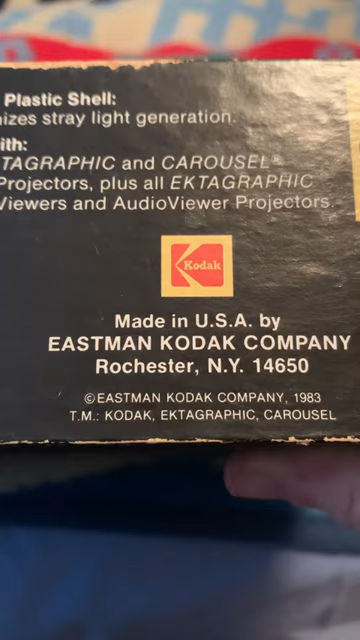 Plastic Shell:
izes stray light generation.
ith:
TAGRAPHIC and CAROUSEL®
Projectors, plus all EKTAGRAPHIC
Viewers and AudioViewer Projectors.
Kodak
Made in U.S.A. by
EASTMAN KODAK COMPANY
Rochester, N.Y. 14650
©EASTMAN KODAK COMPANY, 1983
T.M.: KODAK, EKTAGRAPHIC, CAROUSEL